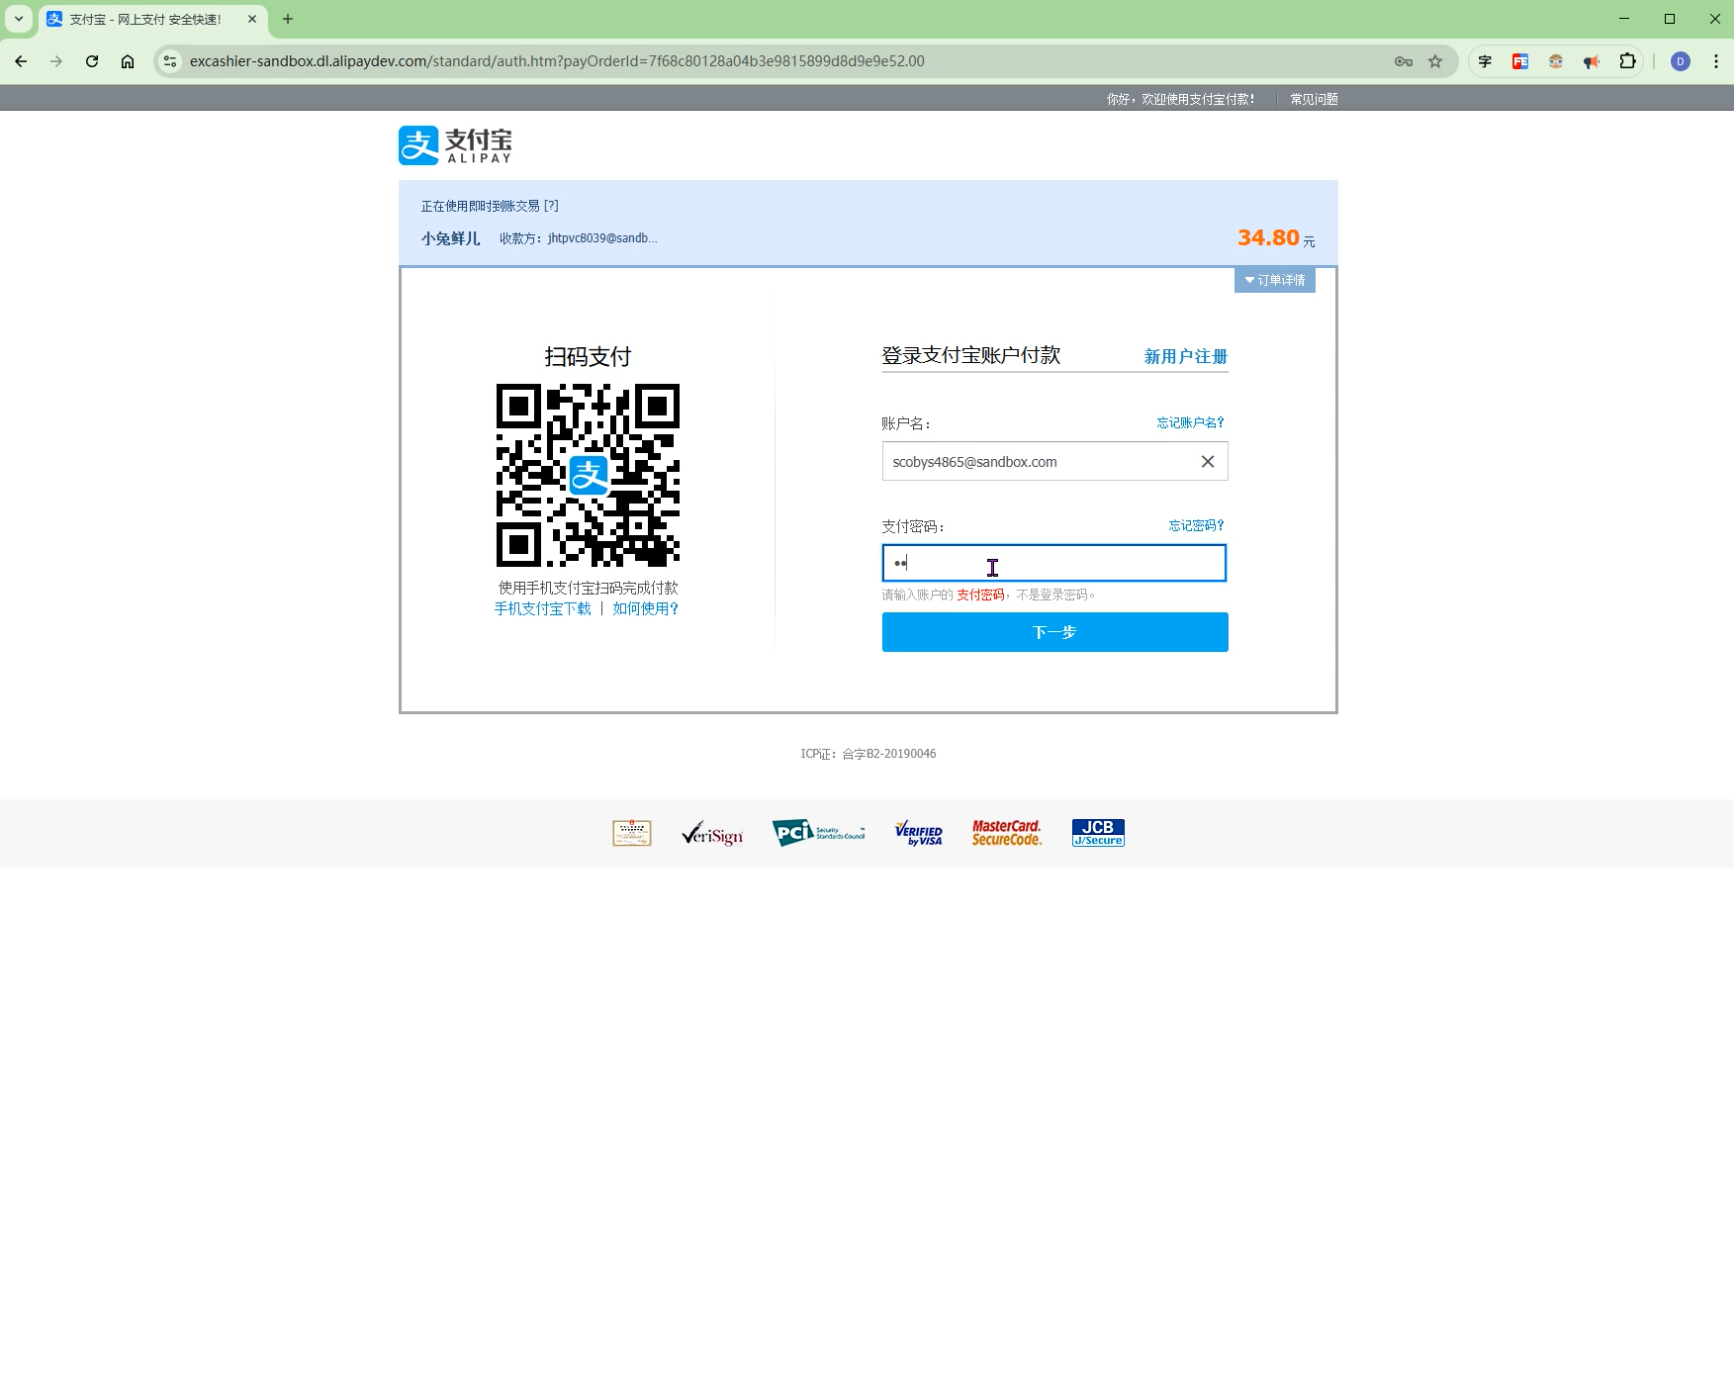 支付宝 - 网上支付 安全快速!
excashier-sandbox.dl.alipaydev.com/standard/auth.htm?payOrderId=7f68c80128a04b3e9815899d8d9e9e52.00
字
D
你好，欢迎使用支付宝付款！ 常见问题
支 支付宝
ALIPAY
正在使用即时到账交易 [?]
小兔鲜儿 收款方：jhtpvc8039@sandb...
34.80 元
订单详情
扫码支付
支
使用手机支付宝扫码完成付款
手机支付宝下载 | 如何使用?
登录支付宝账户付款 新用户注册
账户名： 忘记账户名?
scobys4865@sandbox.com
支付密码： 忘记密码?
请输入账户的 支付密码，不是登录密码。
下一步
ICP证：合字B2-20190046
VeriSign
PCi Security Standards Council
VERIFIED by VISA
MasterCard. SecureCode.
JCB J/Secure